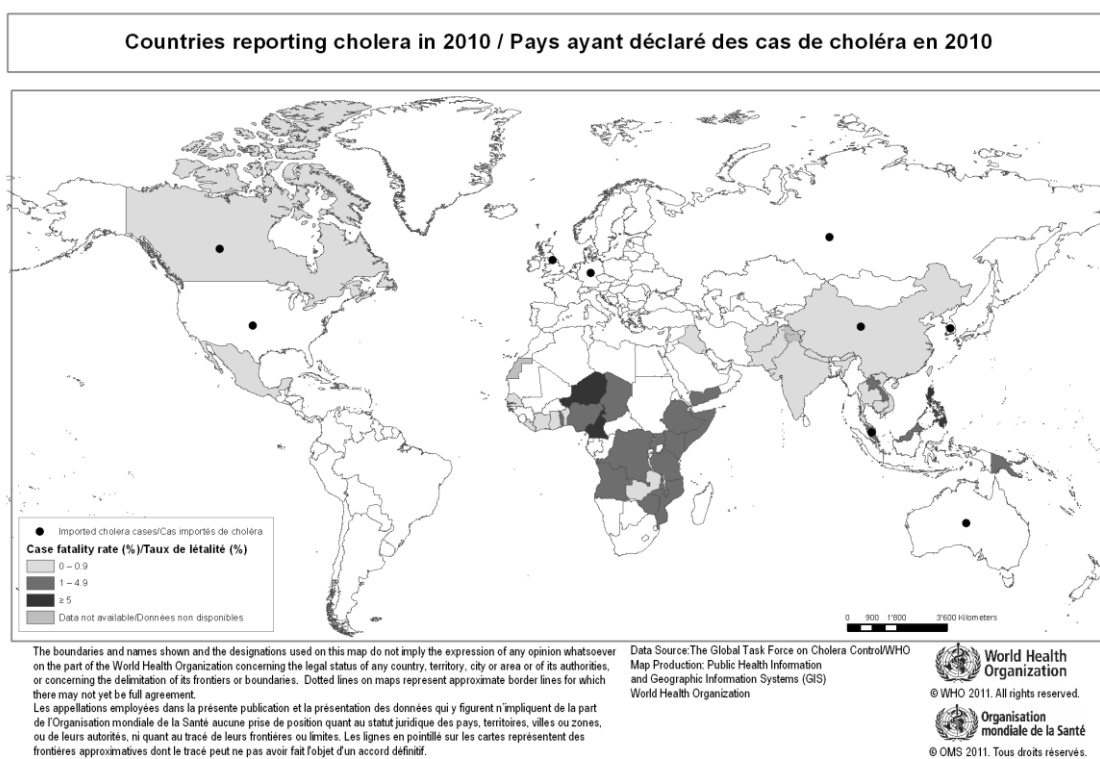 Countries reporting cholera in 2010 / Pays ayant déclaré des cas de choléra en 2010
Imported cholera cases/Cas importés de choléra
Case fatality rate (%)/Taux de létalité (%)
0 – 0.9
1 – 4.9
≥ 5
Data not available/Données non disponibles
0 900 1'800 3'600 Kilometers
The boundaries and names shown and the designations used on this map do not imply the expression of any opinion whatsoever
on the part of the World Health Organization concerning the legal status of any country, territory, city or area or of its authorities,
or concerning the delimitation of its frontiers or boundaries. Dotted lines on maps represent approximate border lines for which
there may not yet be full agreement.
Les appellations employées dans la présente publication et la présentation des données qui y figurent n'impliquent de la part
de l'Organisation mondiale de la Santé aucune prise de position quant au statut juridique des pays, territoires, villes ou zones,
ou de leurs autorités, ni quant au tracé de leurs frontières ou limites. Les lignes en pointillé sur les cartes représentent des
frontières approximatives dont le tracé peut ne pas avoir fait l'objet d'un accord définitif.
Data Source:The Global Task Force on Cholera Control/WHO
Map Production: Public Health Information
and Geographic Information Systems (GIS)
World Health Organization
World Health
Organization
© WHO 2011. All rights reserved.
Organisation
mondiale de la Santé
© OMS 2011. Tous droits réservés.